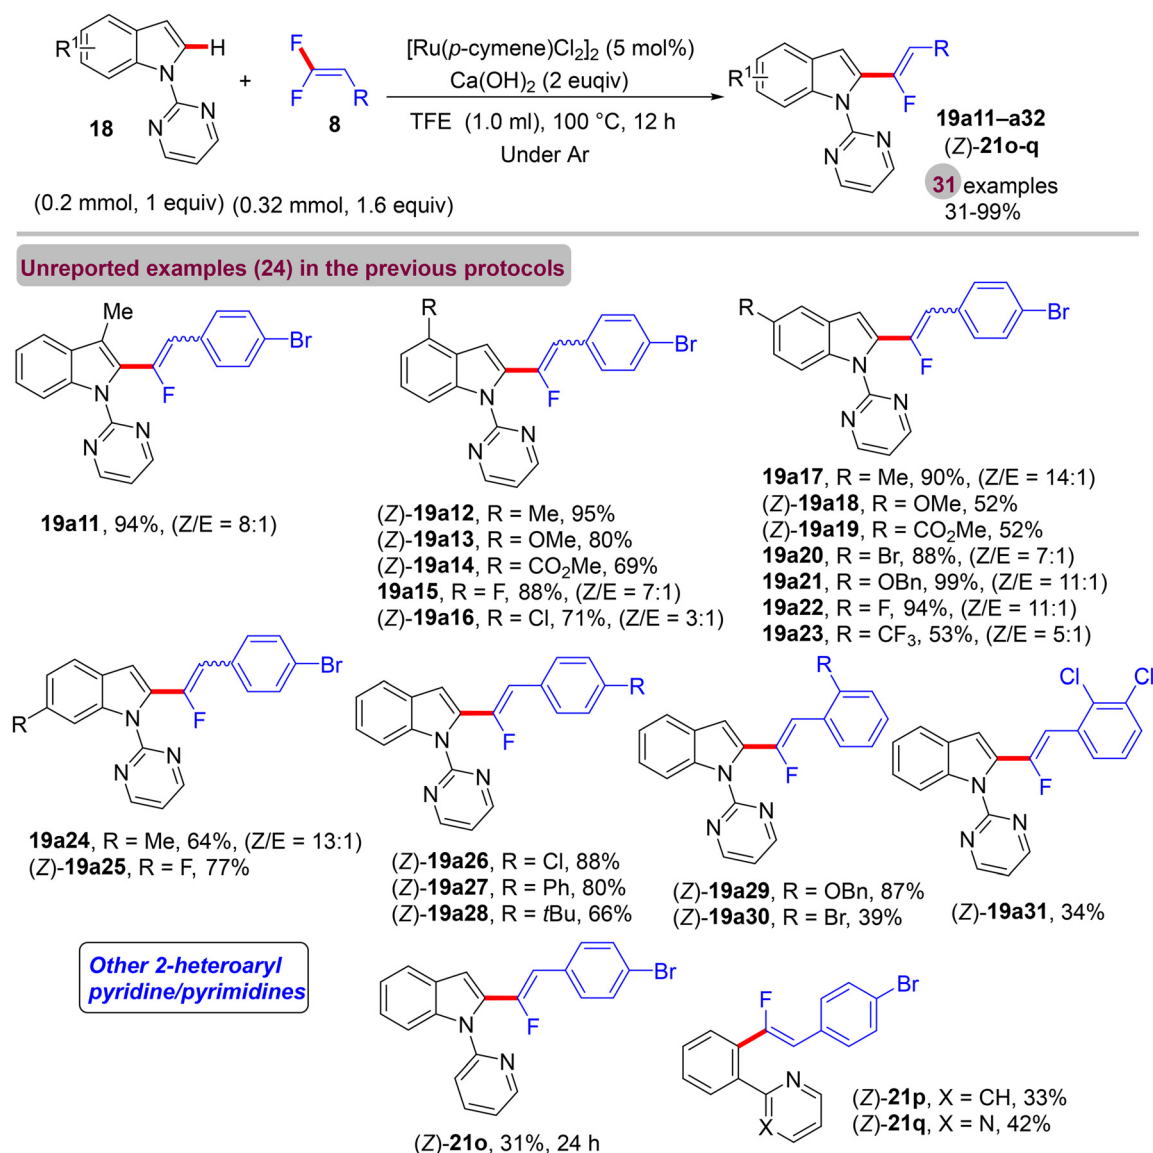 R¹
H
N
N
N
18
+
F
F
R
8
[Ru(p-cymene)Cl₂]₂ (5 mol%)
Ca(OH)₂ (2 euqiv)
TFE (1.0 ml), 100 °C, 12 h
Under Ar
R¹
R
F
N
N
N
19a11–a32
(Z)-21o-q
31 examples
31-99%
(0.2 mmol, 1 equiv) (0.32 mmol, 1.6 equiv)
Unreported examples (24) in the previous protocols
Me
Br
F
N
N
N
19a11, 94%, (Z/E = 8:1)
R
Br
F
N
N
N
(Z)-19a12, R = Me, 95%
(Z)-19a13, R = OMe, 80%
(Z)-19a14, R = CO₂Me, 69%
19a15, R = F, 88%, (Z/E = 7:1)
(Z)-19a16, R = Cl, 71%, (Z/E = 3:1)
R
Br
F
N
N
N
19a17, R = Me, 90%, (Z/E = 14:1)
(Z)-19a18, R = OMe, 52%
(Z)-19a19, R = CO₂Me, 52%
19a20, R = Br, 88%, (Z/E = 7:1)
19a21, R = OBn, 99%, (Z/E = 11:1)
19a22, R = F, 94%, (Z/E = 11:1)
19a23, R = CF₃, 53%, (Z/E = 5:1)
Br
R
F
N
N
N
19a24, R = Me, 64%, (Z/E = 13:1)
(Z)-19a25, R = F, 77%
R
F
N
N
N
(Z)-19a26, R = Cl, 88%
(Z)-19a27, R = Ph, 80%
(Z)-19a28, R = tBu, 66%
R
F
N
N
N
(Z)-19a29, R = OBn, 87%
(Z)-19a30, R = Br, 39%
Cl
Cl
F
N
N
N
(Z)-19a31, 34%
Other 2-heteroaryl
pyridine/pyrimidines
Br
F
N
N
(Z)-21o, 31%, 24 h
Br
F
N
X
(Z)-21p, X = CH, 33%
(Z)-21q, X = N, 42%